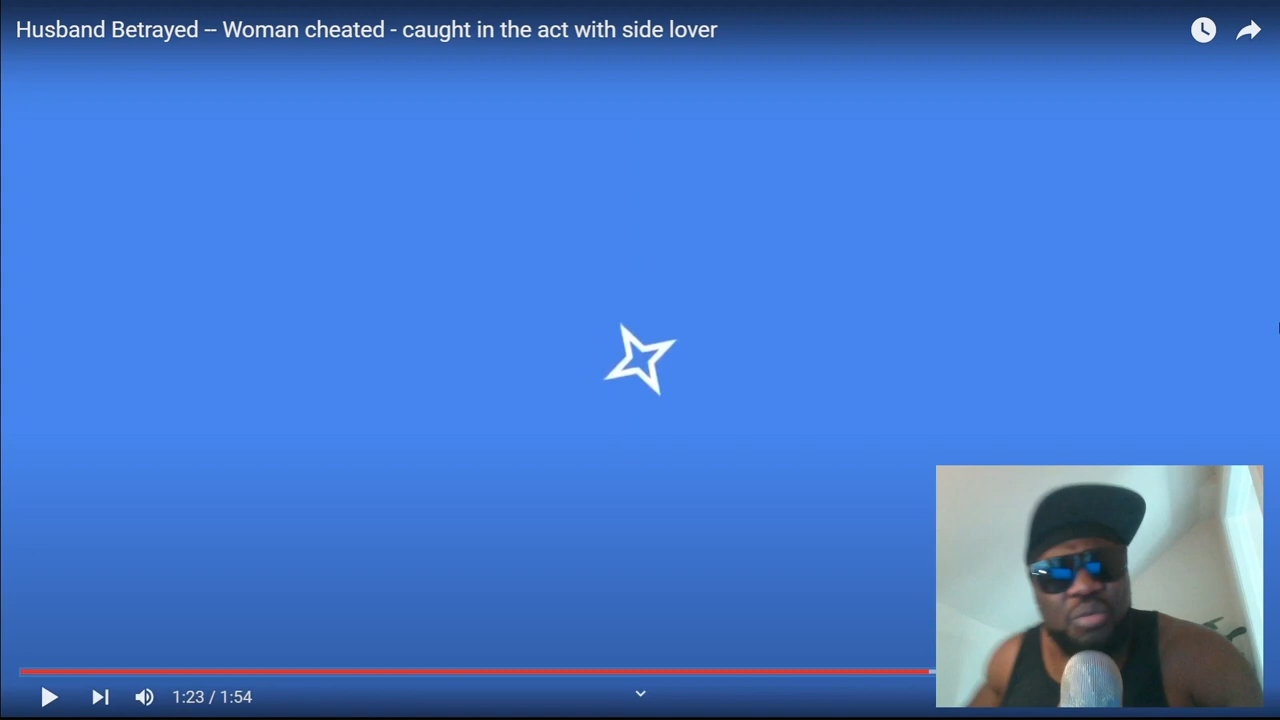 Husband Betrayed -- Woman cheated - caught in the act with side lover
1:23 / 1:54